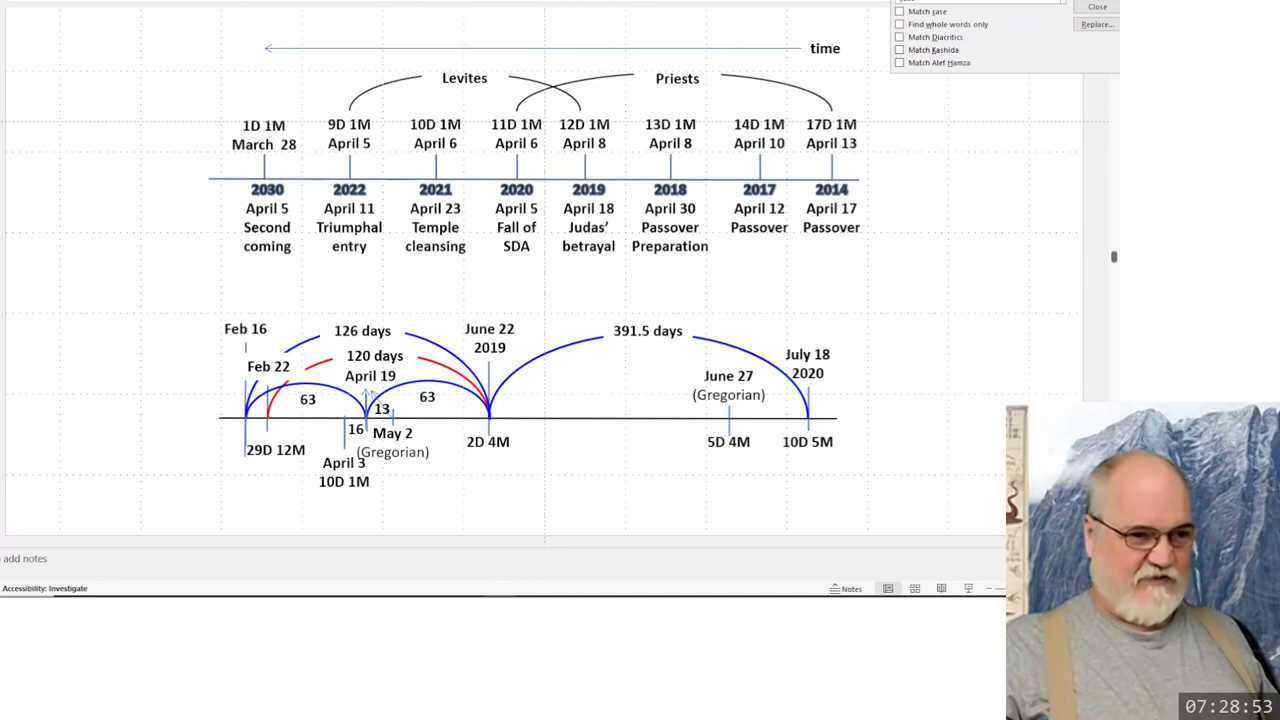 Close
Match case
Find whole words only
Replace...
Match Diacritics
Match Kashida
Match Alef Hamza
time
Levites
Priests
1D 1M
March 28
9D 1M
April 5
10D 1M
April 6
11D 1M
April 6
12D 1M
April 8
13D 1M
April 8
14D 1M
April 10
17D 1M
April 13
2030
April 5
Second
coming
2022
April 11
Triumphal
entry
2021
April 23
Temple
cleansing
2020
April 5
Fall of
SDA
2019
April 18
Judas’
betrayal
2018
April 30
Passover
Preparation
2017
April 12
Passover
2014
April 17
Passover
Feb 16
126 days
June 22
2019
391.5 days
Feb 22
120 days
April 19
July 18
2020
June 27
(Gregorian)
63
13
63
16
May 2
(Gregorian)
29D 12M
April 3
10D 1M
2D 4M
5D 4M
10D 5M
add notes
Accessibility: Investigate
Notes
07:28:53